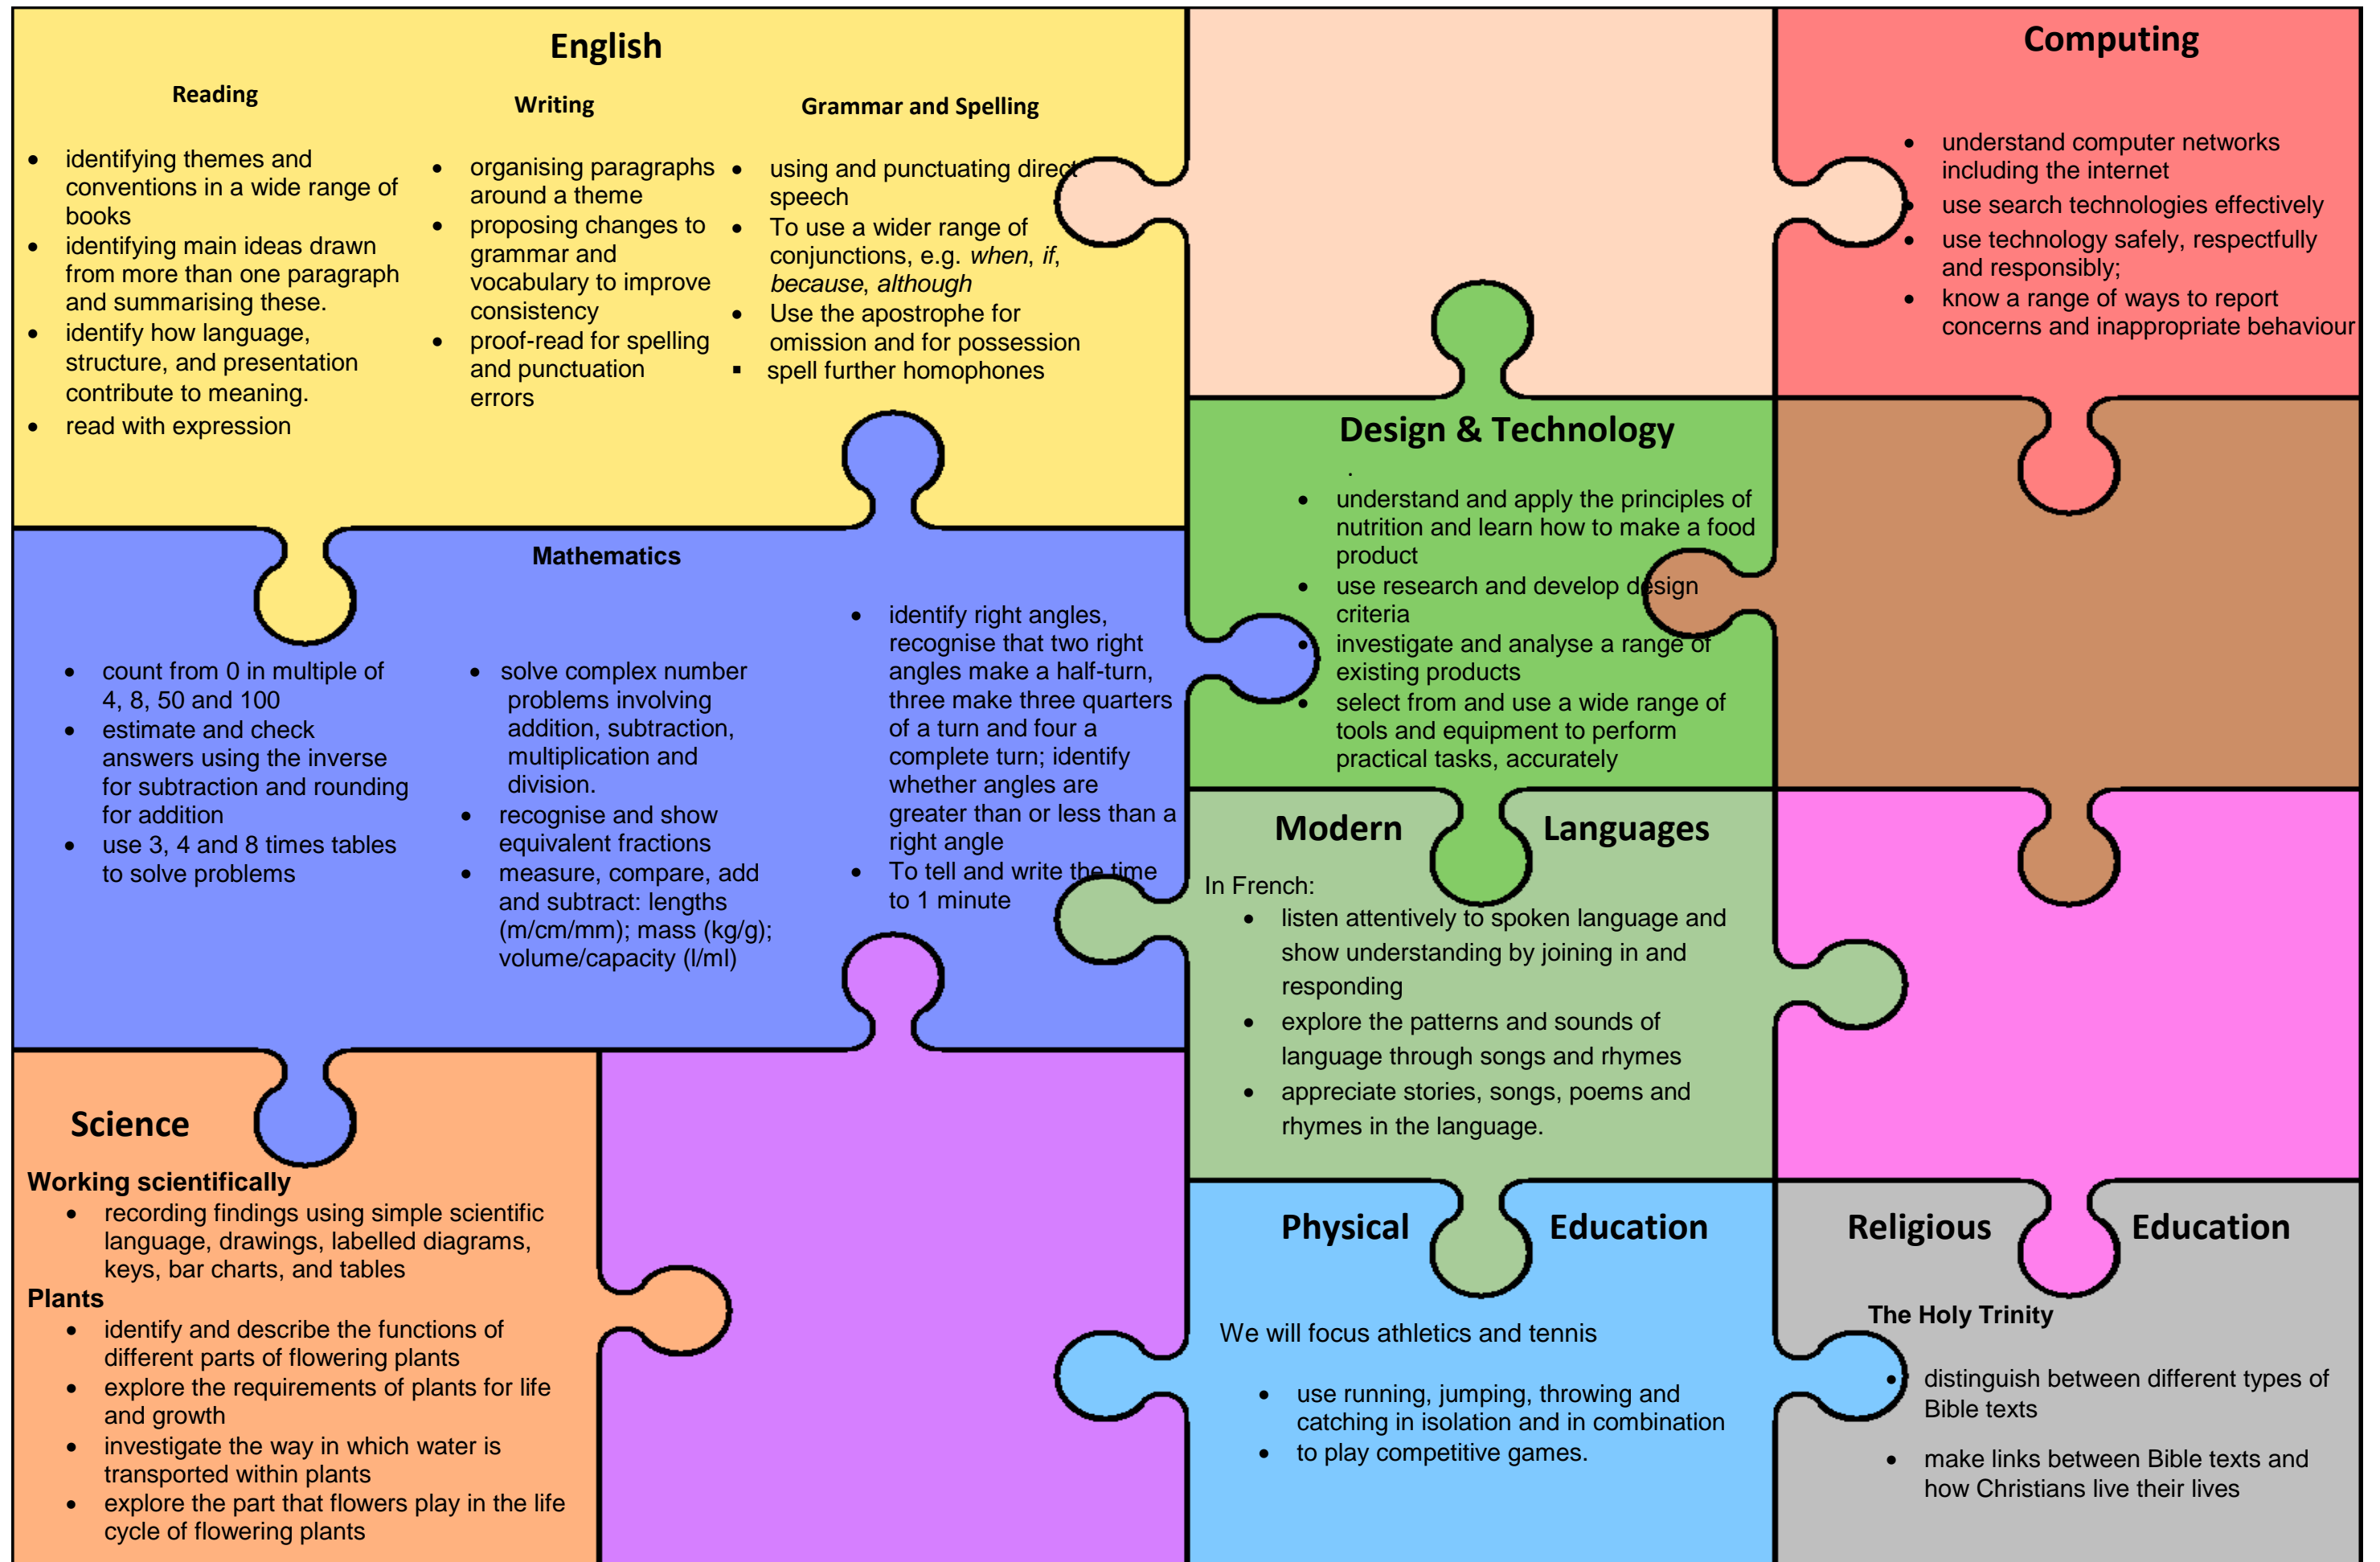 English
Reading
identifying themes and
conventions in a wide range of
books
identifying main ideas drawn
from more than one paragraph
and summarising these.
identify how language,
structure, and presentation
contribute to meaning.
read with expression
Writing
organising paragraphs
around a theme
proposing changes to
grammar and
vocabulary to improve
consistency
proof-read for spelling
and punctuation
errors
Grammar and Spelling
using and punctuating direct
speech
To use a wider range of
conjunctions, e.g. when, if,
because, although
Use the apostrophe for
omission and for possession
spell further homophones
Computing
understand computer networks
including the internet
use search technologies effectively
use technology safely, respectfully
and responsibly;
know a range of ways to report
concerns and inappropriate behaviour
Mathematics
count from 0 in multiple of
4, 8, 50 and 100
estimate and check
answers using the inverse
for subtraction and rounding
for addition
use 3, 4 and 8 times tables
to solve problems
solve complex number
problems involving
addition, subtraction,
multiplication and
division.
recognise and show
equivalent fractions
measure, compare, add
and subtract: lengths
(m/cm/mm); mass (kg/g);
volume/capacity (l/ml)
identify right angles,
recognise that two right
angles make a half-turn,
three make three quarters
of a turn and four a
complete turn; identify
whether angles are
greater than or less than a
right angle
To tell and write the time
to 1 minute
Design & Technology
.
understand and apply the principles of
nutrition and learn how to make a food
product
use research and develop design
criteria
investigate and analyse a range of
existing products
select from and use a wide range of
tools and equipment to perform
practical tasks, accurately
Modern Languages
In French:
listen attentively to spoken language and
show understanding by joining in and
responding
explore the patterns and sounds of
language through songs and rhymes
appreciate stories, songs, poems and
rhymes in the language.
Science
Working scientifically
recording findings using simple scientific
language, drawings, labelled diagrams,
keys, bar charts, and tables
Plants
identify and describe the functions of
different parts of flowering plants
explore the requirements of plants for life
and growth
investigate the way in which water is
transported within plants
explore the part that flowers play in the life
cycle of flowering plants
Physical Education
We will focus athletics and tennis
use running, jumping, throwing and
catching in isolation and in combination
to play competitive games.
Religious Education
The Holy Trinity
distinguish between different types of
Bible texts
make links between Bible texts and
how Christians live their lives